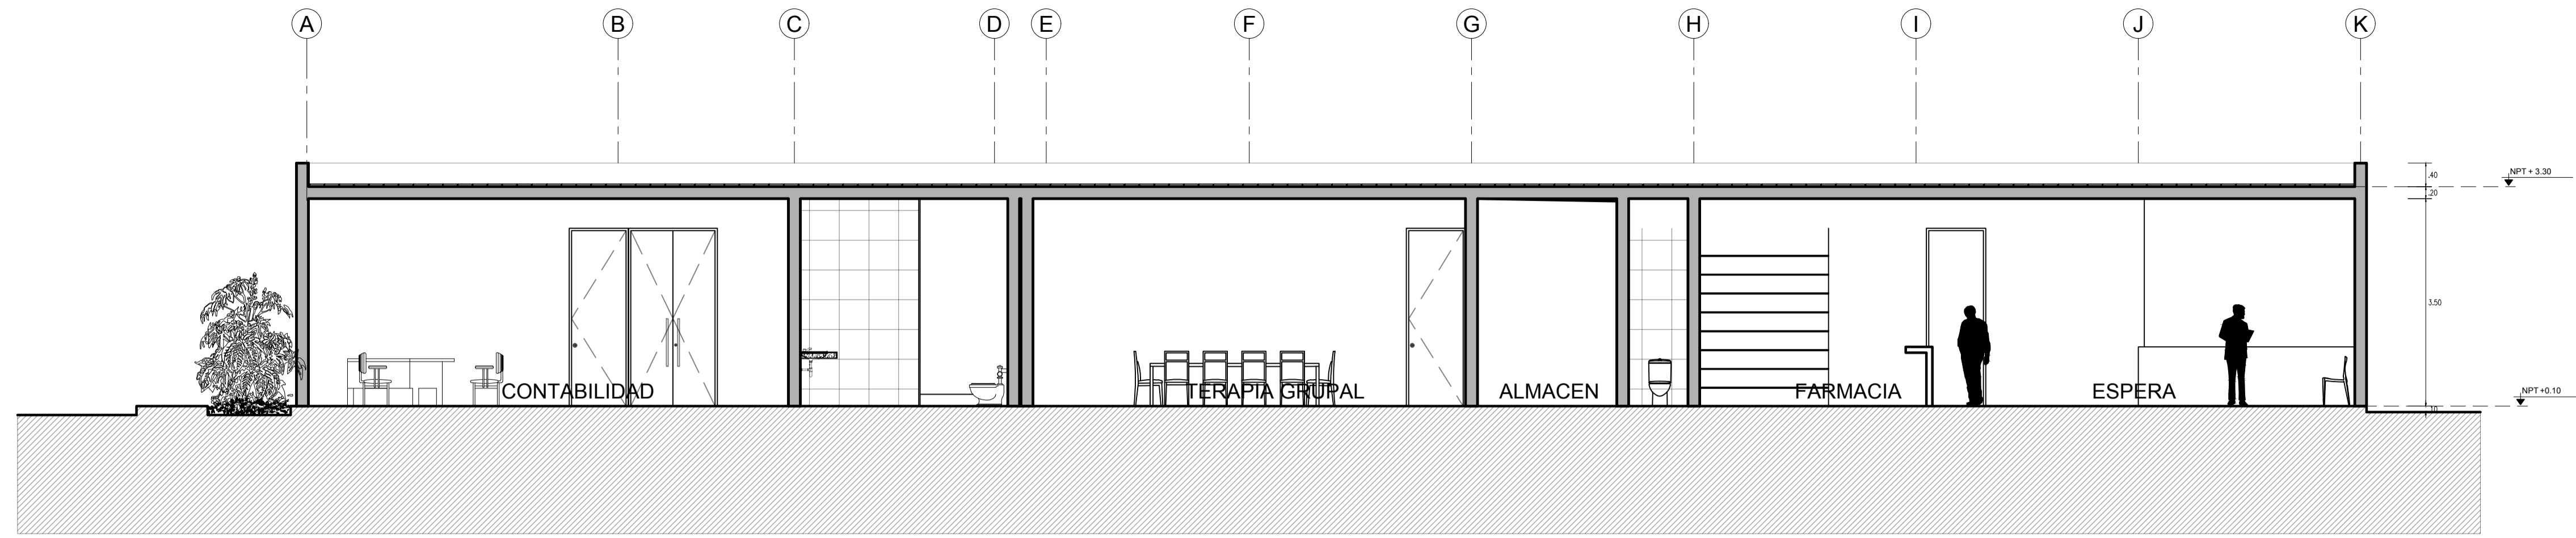 A B C D E F G H I J K
.40
NPT + 3.30
.20
3,50
CONTABILIDAD
TERAPIA GRUPAL
ALMACEN
FARMACIA
ESPERA
NPT +0.10
.10